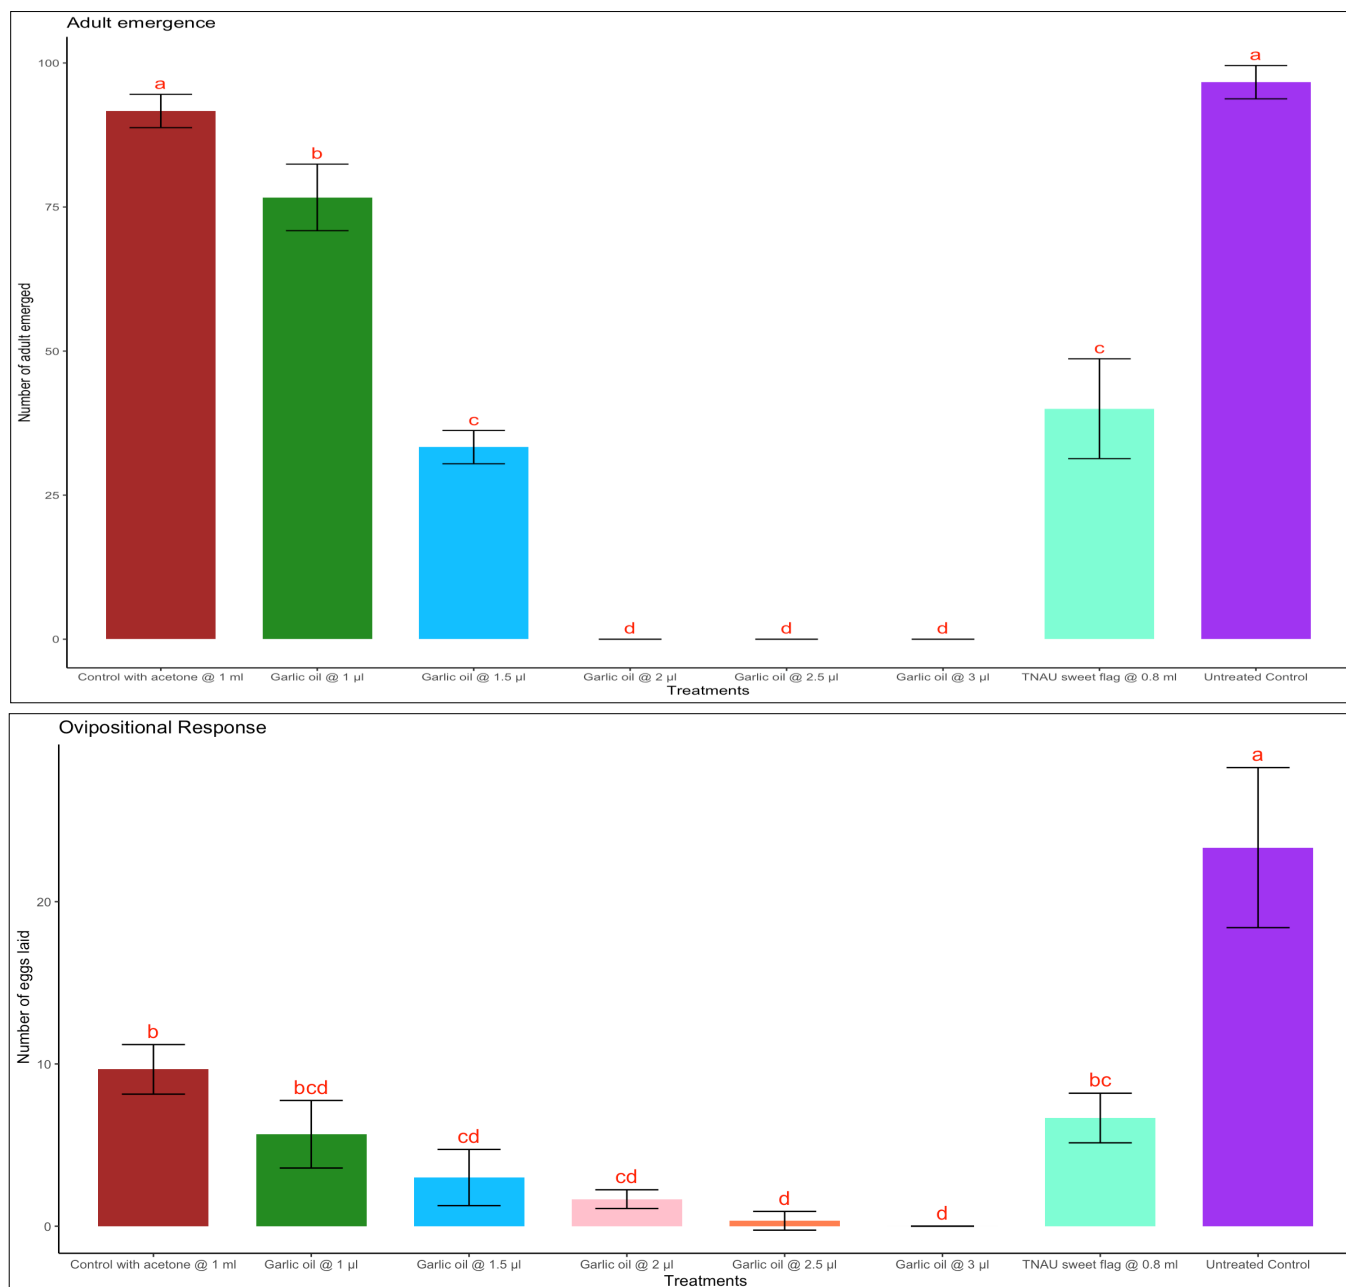 Adult emergence
100
75
50
25
0
Number of adult emerged
a
b
c
d
d
d
c
a
Control with acetone @ 1 ml
Garlic oil @ 1 µl
Garlic oil @ 1.5 µl
Garlic oil @ 2 µl
Garlic oil @ 2.5 µl
Garlic oil @ 3 µl
TNAU sweet flag @ 0.8 ml
Untreated Control
Treatments
Ovipositional Response
20
10
0
Number of eggs laid
b
bcd
cd
cd
d
d
bc
a
Control with acetone @ 1 ml
Garlic oil @ 1 µl
Garlic oil @ 1.5 µl
Garlic oil @ 2 µl
Garlic oil @ 2.5 µl
Garlic oil @ 3 µl
TNAU sweet flag @ 0.8 ml
Untreated Control
Treatments